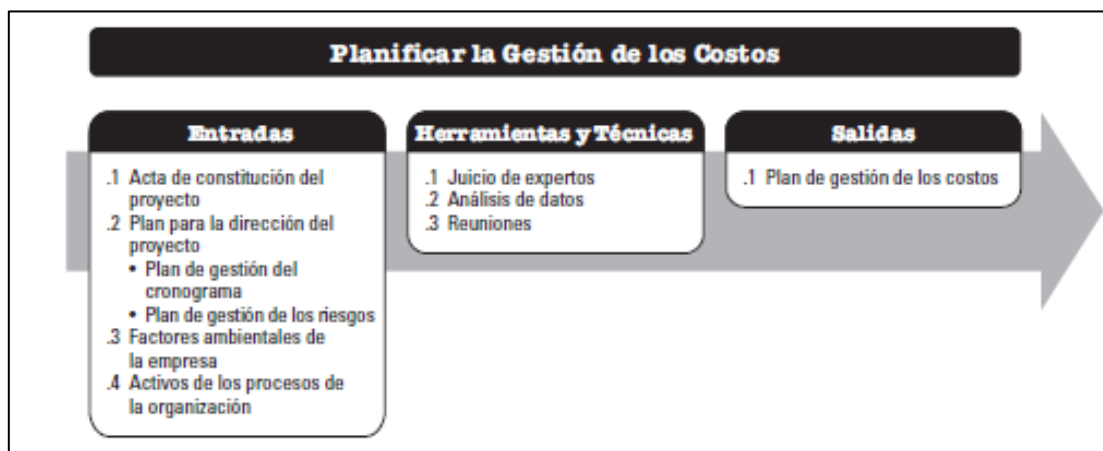 Planificar la Gestión de los Costos
Entradas
.1 Acta de constitución del
proyecto
.2 Plan para la dirección del
proyecto
• Plan de gestión del
cronograma
• Plan de gestión de los riesgos
.3 Factores ambientales de
la empresa
.4 Activos de los procesos de
la organización
Herramientas y Técnicas
.1 Juicio de expertos
.2 Análisis de datos
.3 Reuniones
Salidas
.1 Plan de gestión de los costos